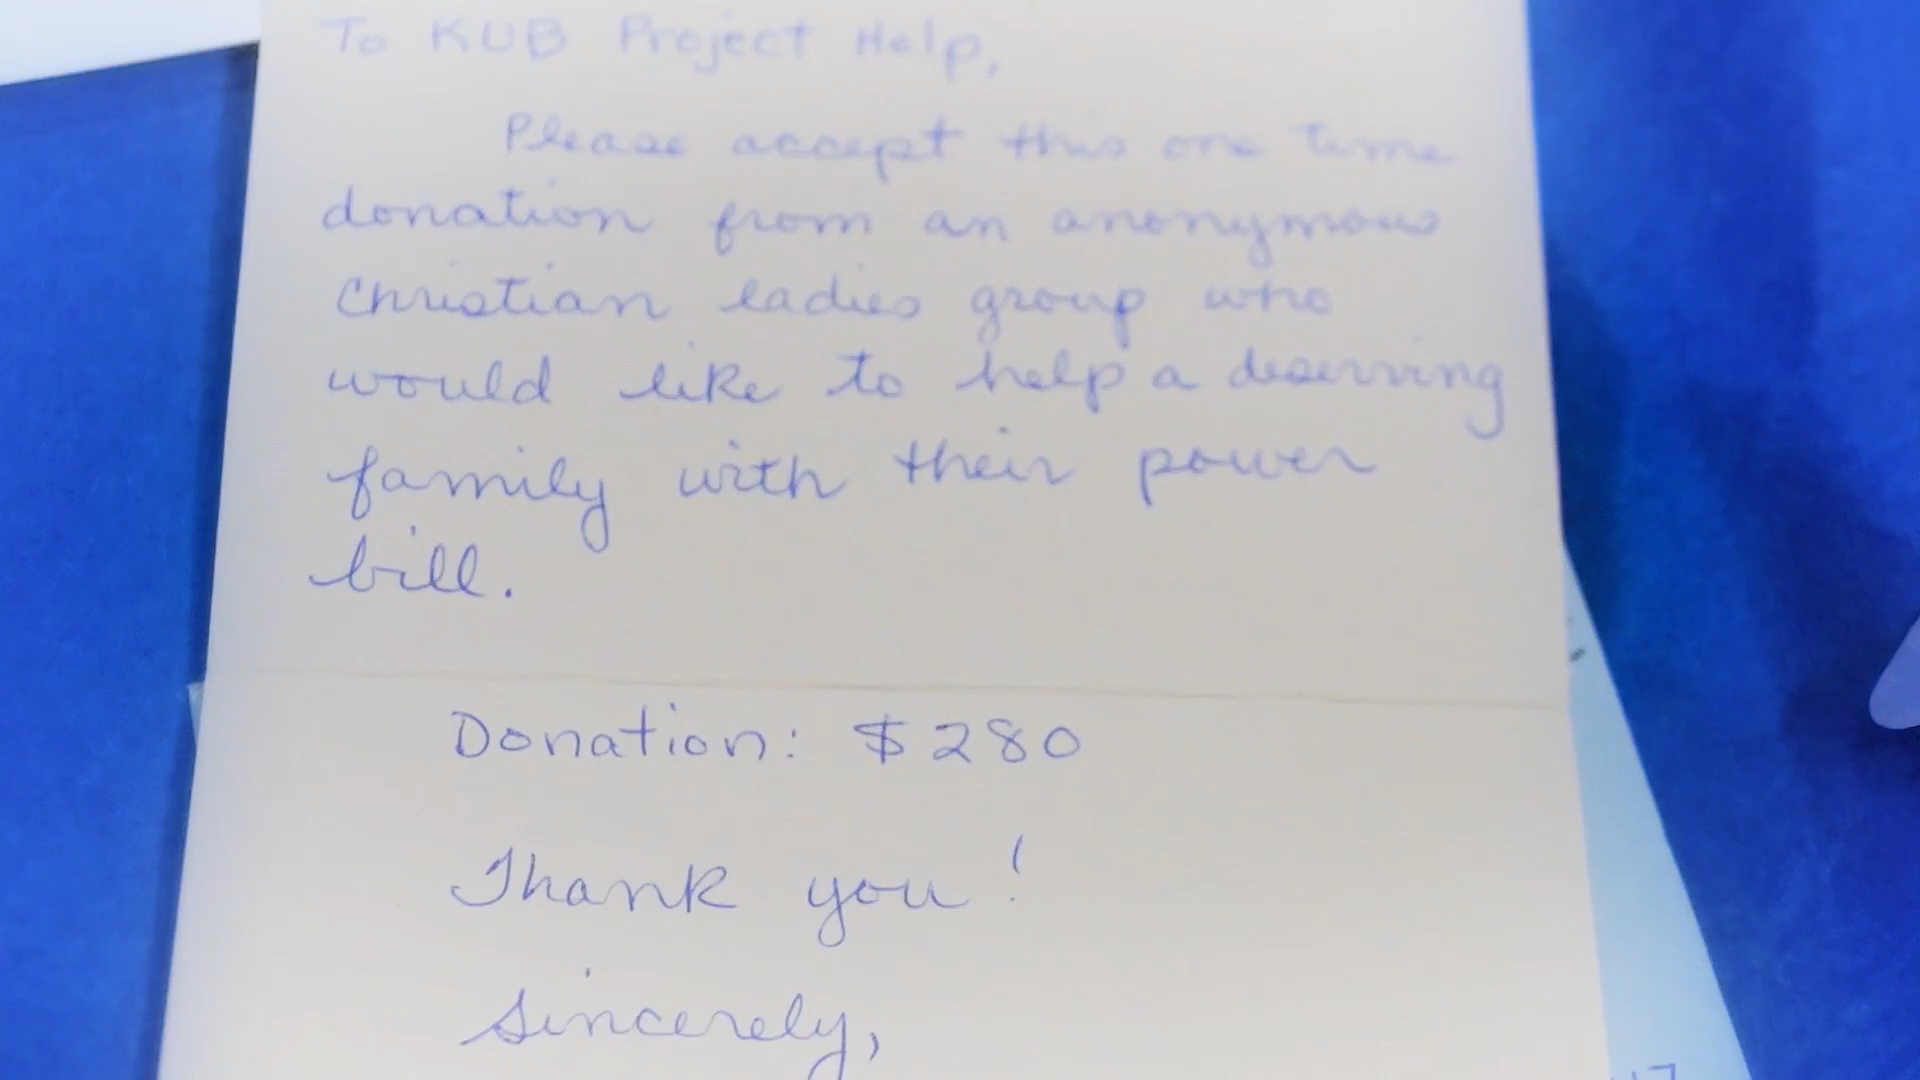 To KUB Project Help,
Please accept this one time
donation from an anonymous
Christian ladies group who
would like to help a deserving
family with their power
bill.
Donation: $280
Thank you!
Sincerely,